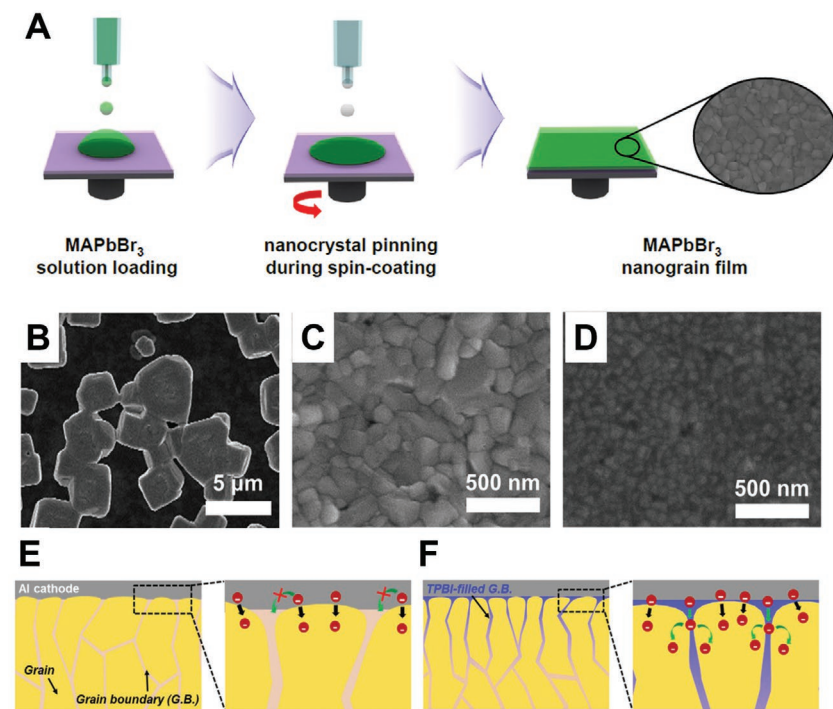 A
MAPbBr3
solution loading
nanocrystal pinning
during spin-coating
MAPbBr3
nanograin film
B
5 µm
C
500 nm
D
500 nm
E
Al cathode
Grain
Grain boundary (G.B.)
F
TPBI-filled G.B.